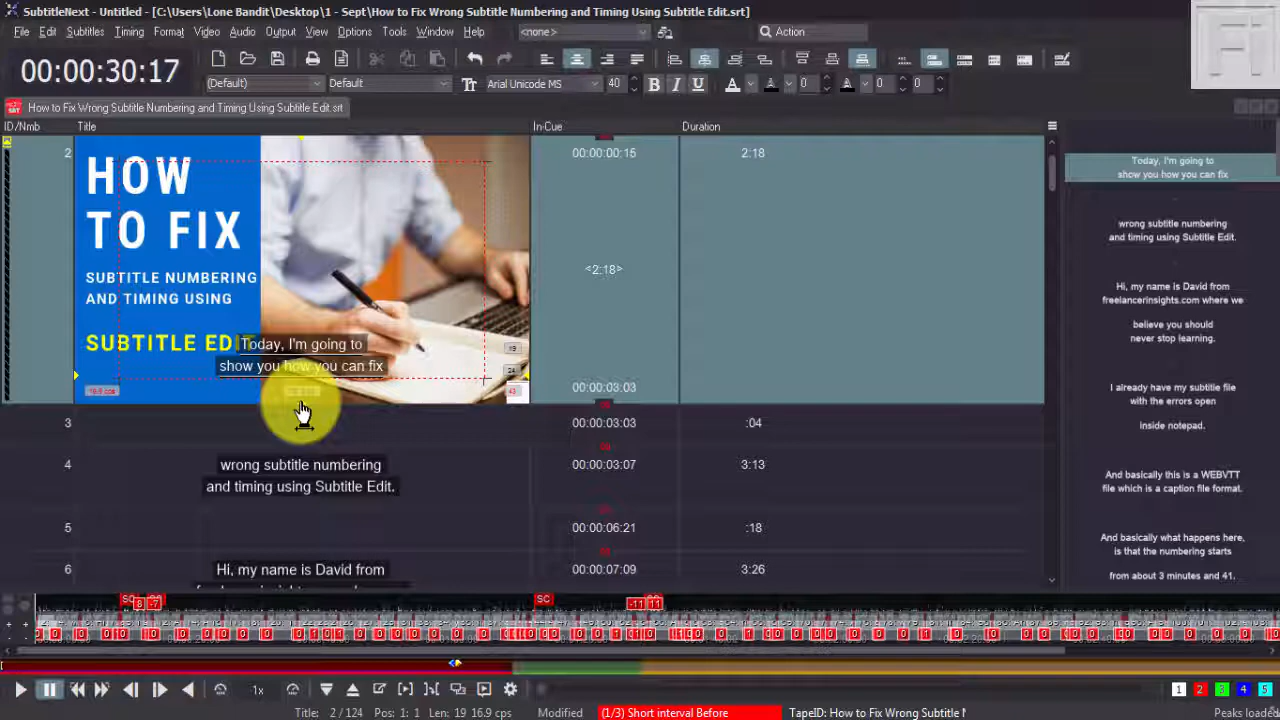 SubtitleNext - Untitled - [C:\Users\Lone Bandit\Desktop\1 - Sept\How to Fix Wrong Subtitle Numbering and Timing Using Subtitle Edit.srt]
File Edit Subtitles Timing Format Video Audio Output View Options Tools Window Help <none> Action
00:00:30:17
(Default) Default Arial Unicode MS 40 B I U A A 0 A 0 0
How to Fix Wrong Subtitle Numbering and Timing Using Subtitle Edit.srt
ID/Nmb Title In-Cue Duration
2 00:00:00:15 2:18
HOW
TO FIX
SUBTITLE NUMBERING
AND TIMING USING
SUBTITLE EDIT
Today, I'm going to
show you how you can fix
19
24
43
16.9 cps
<2:18>
00:00:03:03
3 00:00:03:03 :04
4 wrong subtitle numbering 00:00:03:07 3:13
and timing using Subtitle Edit.
5 00:00:06:21 :18
6 Hi, my name is David from 00:00:07:09 3:26
Today, I'm going to
show you how you can fix
wrong subtitle numbering
and timing using Subtitle Edit.
Hi, my name is David from
freelancerinsights.com where we
believe you should
never stop learning.
I already have my subtitle file
with the errors open
inside notepad.
And basically this is a WEBVTT
file which is a caption file format.
And basically what happens here,
is that the numbering starts
from about 3 minutes and 41.
SC 8 -7 SC -11 11
1x
1 2 3 4 5
Title: 2 / 124 Pos: 1: 1 Len: 19 16.9 cps Modified (1/3) Short interval Before TapeID: How to Fix Wrong Subtitle Peaks loaded